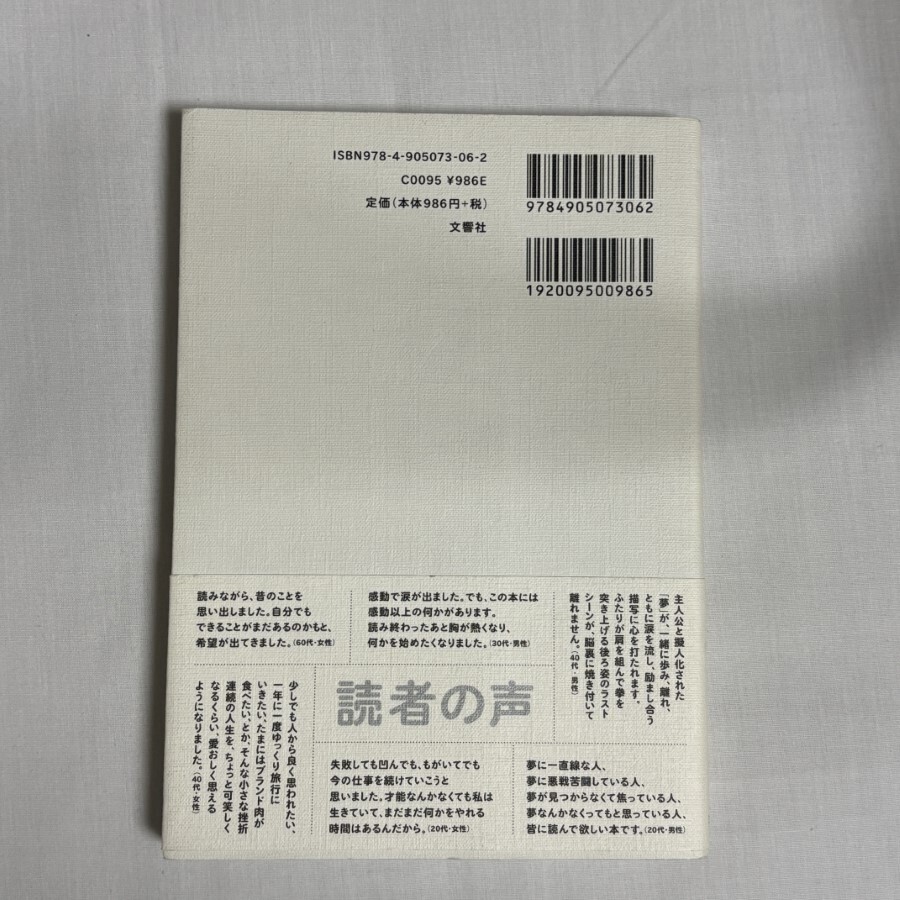 ISBN978-4-905073-06-2
C0095 ¥986E
定価(本体986円+税)
文響社
9784905073062
1920095009865
読みながら、昔のことを
思い出しました。自分でも
できることがまだあるのかもと、
希望が出てきました。(60代・女性)
感動で涙が出ました。でも、この本には
感動以上の何かがあります。
読み終わったあと胸が熱くなり、
何かを始めたくなりました。(30代・男性)
主人公と擬人化された
「夢」が、一緒に歩み、離れ、
ともに涙を流し、励まし合う
描写に心を打たれます。
ふたりが肩を組んで拳を
突き上げる後ろ姿のラスト
シーンが、脳裏に焼き付いて
離れません。(40代・男性)
読者の声
少しでも人から良く思われたい、
一年に一度ゆっくり旅行に
いきたい、たまにはブランド肉が
食べたい、とか、そんな小さな挫折
連続の人生を、ちょっと可笑しく
なるくらい、愛おしく思える
ようになりました。(40代・女性)
失敗しても凹んでも、もがいてでも
今の仕事を続けていこうと
思いました。才能なんかなくても私は
生きていて、まだまだ何かをやれる
時間はあるんだから。(20代・女性)
夢に一直線な人、
夢に悪戦苦闘している人、
夢が見つからなくて焦っている人、
夢なんかなくってもと思っている人、
皆に読んで欲しい本です。(20代・男性)